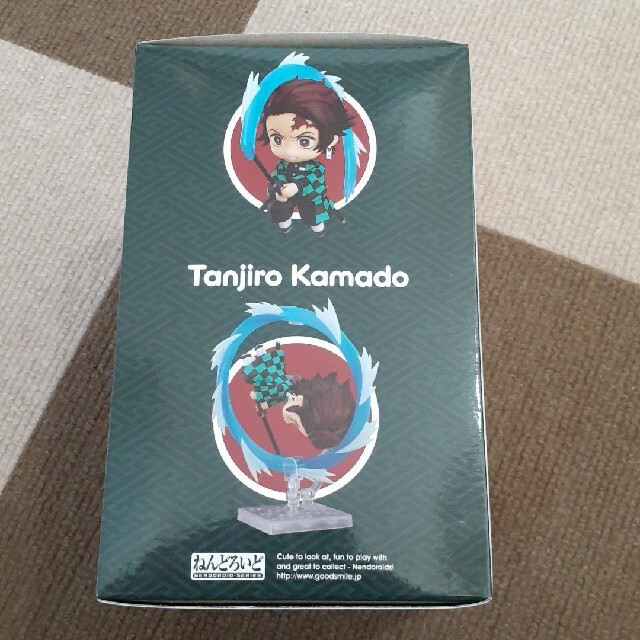 Tanjiro Kamado
ねんどろいど
NENDOROID SERIES
Cute to look at, fun to play with
and great to collect - Nendoroids!
http://www.goodsmile.jp/